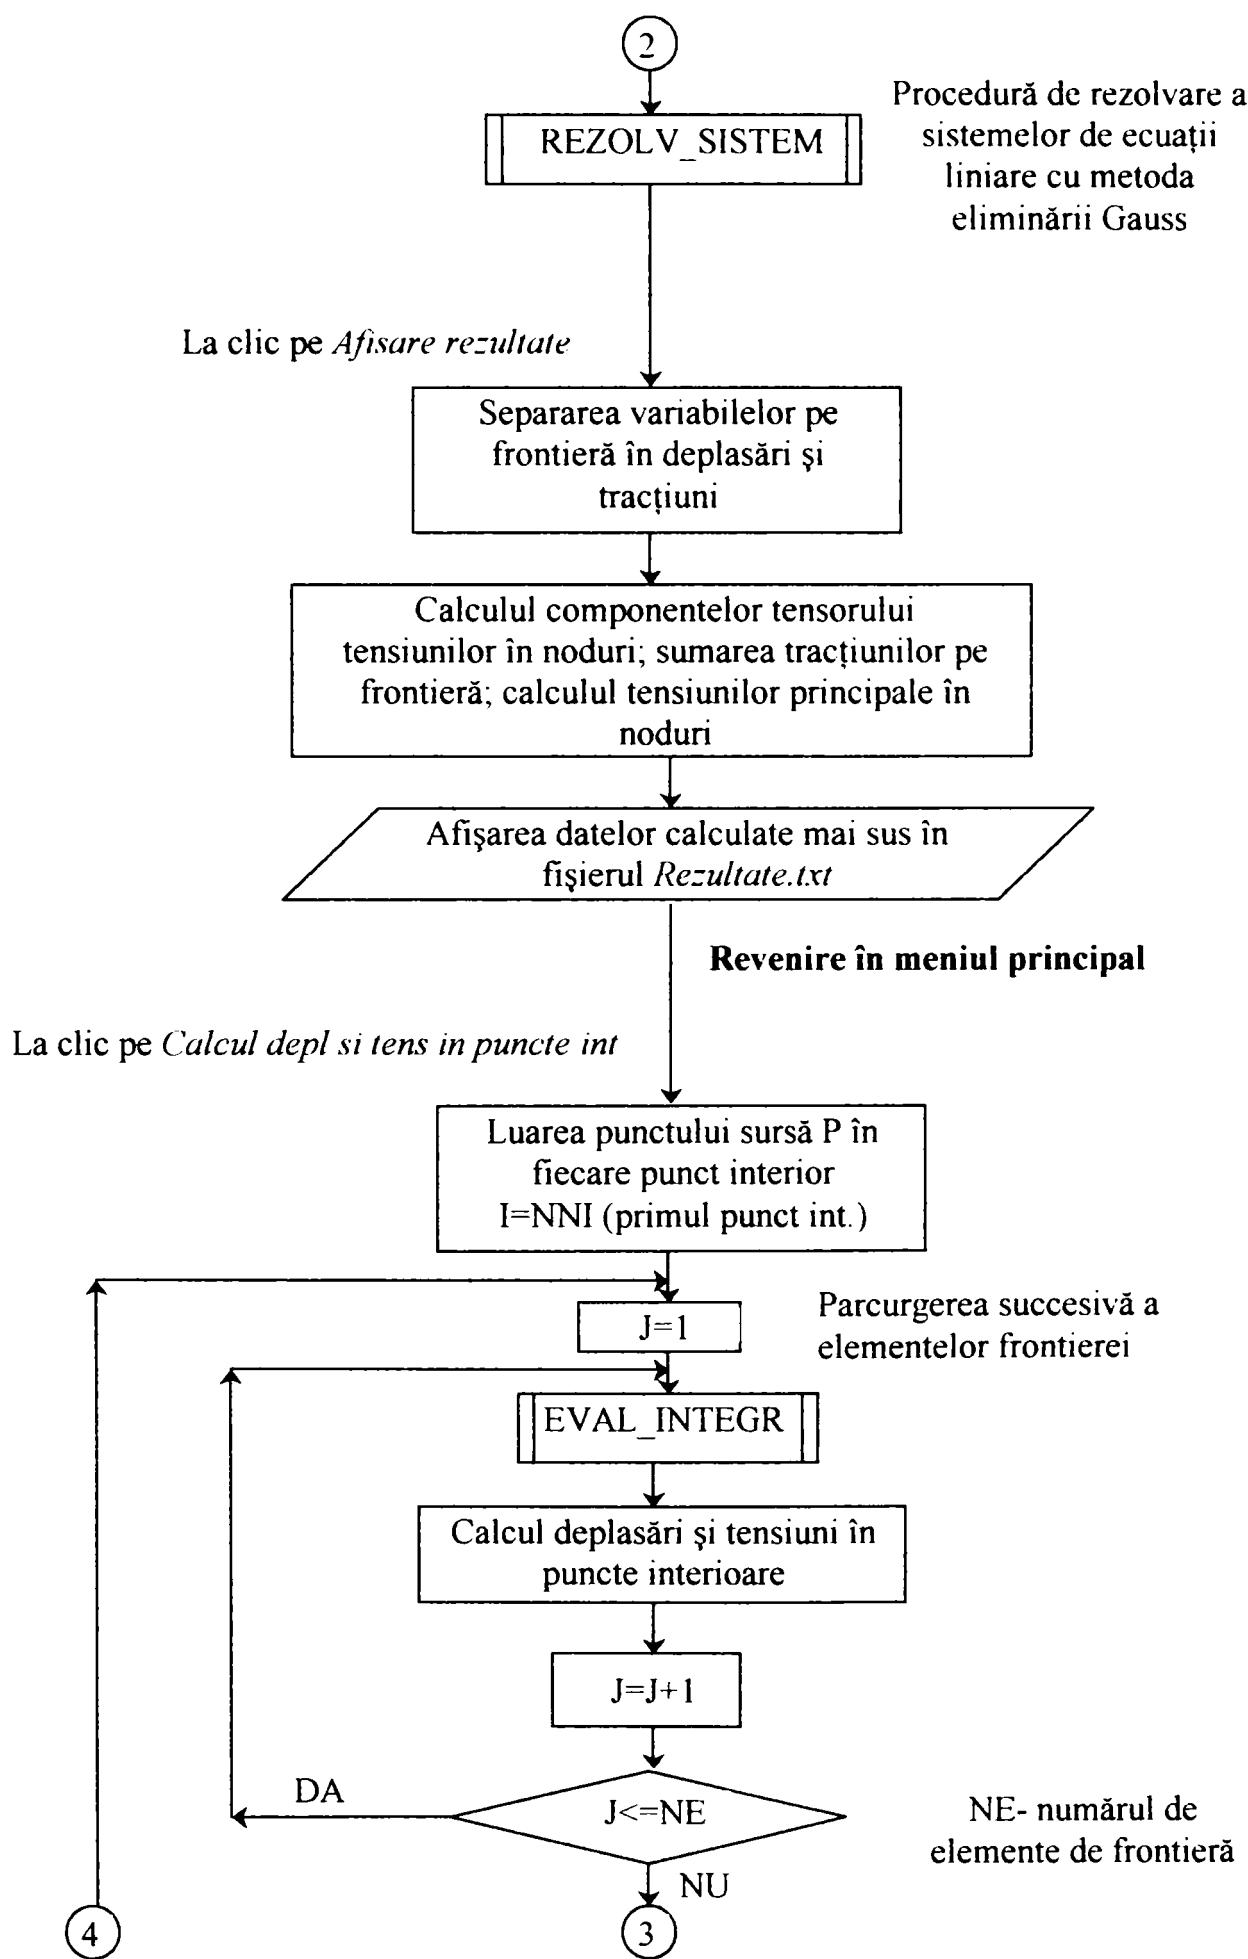 2
REZOLV_SISTEM
Procedură de rezolvare a
sistemelor de ecuaţii
liniare cu metoda
eliminării Gauss
La clic pe Afisare rezultate
Separarea variabilelor pe
frontieră în deplasări şi
tracţiuni
Calculul componentelor tensorului
tensiunilor în noduri; sumarea tracţiunilor pe
frontieră; calculul tensiunilor principale în
noduri
Afişarea datelor calculate mai sus în
fişierul Rezultate.txt
Revenire în meniul principal
La clic pe Calcul depl si tens in puncte int
Luarea punctului sursă P în
fiecare punct interior
I=NNI (primul punct int.)
J=1
Parcurgerea succesivă a
elementelor frontierei
EVAL_INTEGR
Calcul deplasări şi tensiuni în
puncte interioare
J=J+1
DA
J<=NE
NE- numărul de
elemente de frontieră
NU
4
3